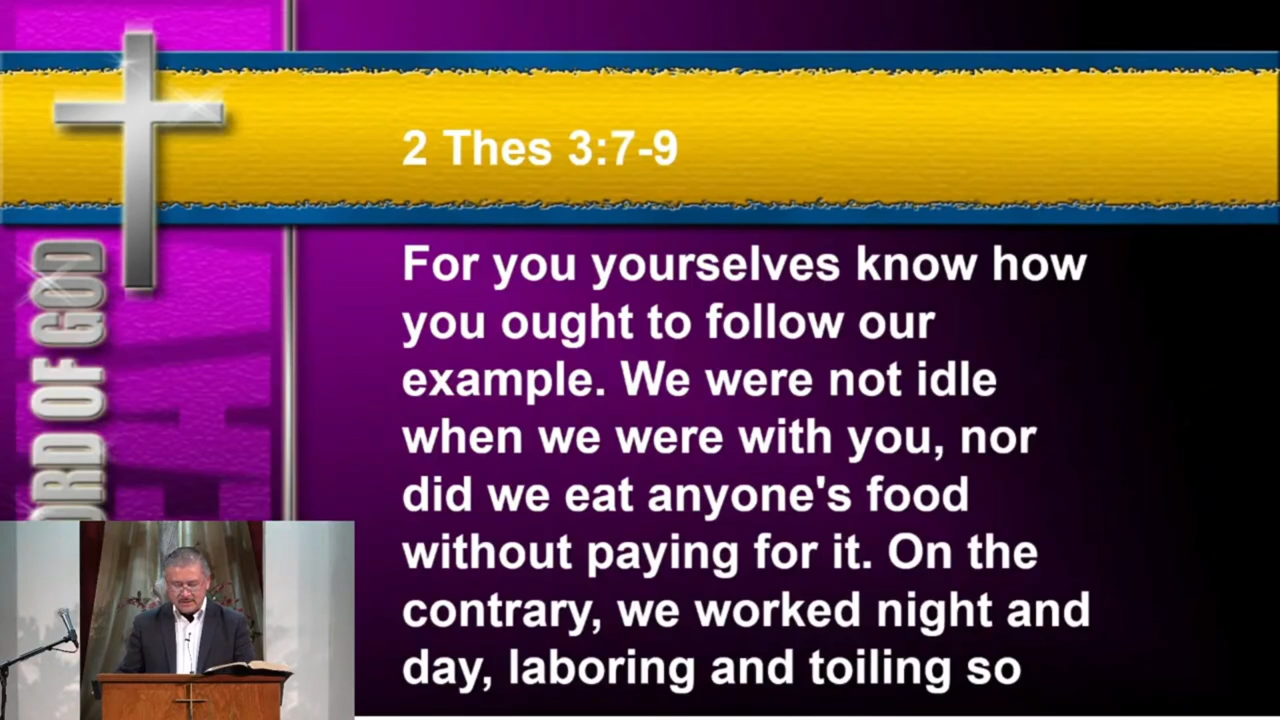 2 Thes 3:7-9
For you yourselves know how
you ought to follow our
example. We were not idle
when we were with you, nor
did we eat anyone's food
without paying for it. On the
contrary, we worked night and
day, laboring and toiling so
ORD OF GOD